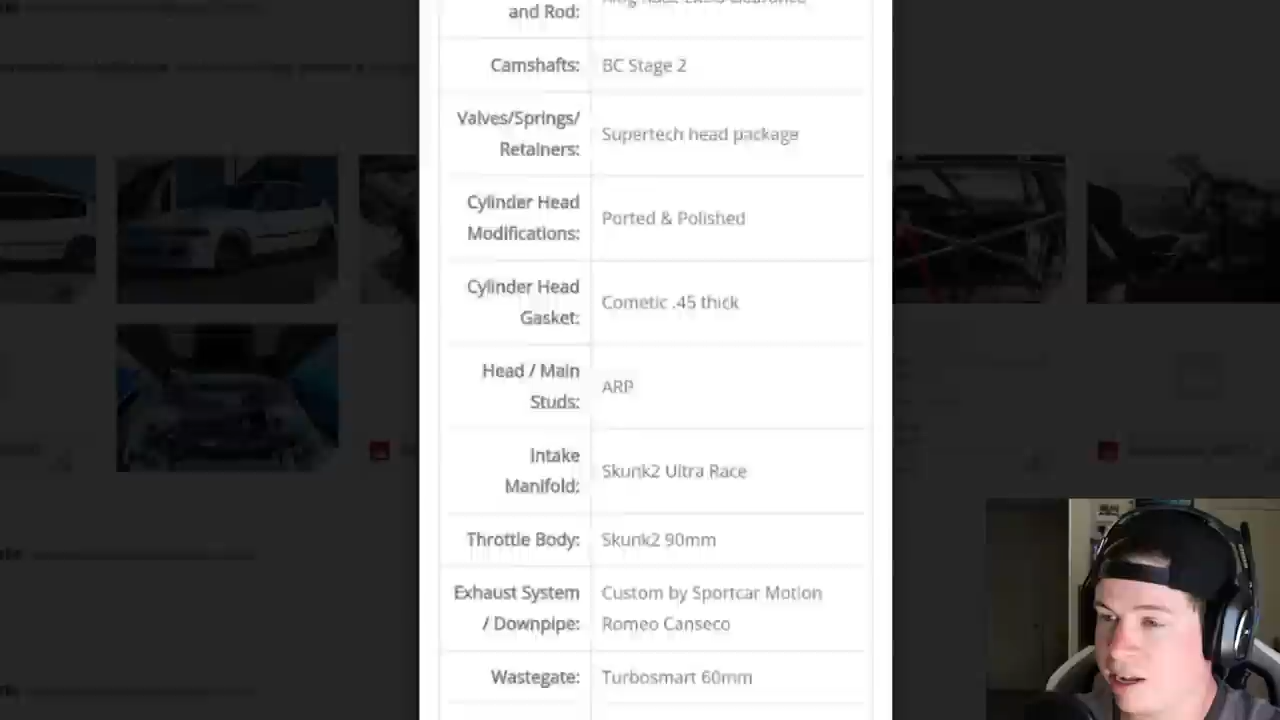 and Rod:
Camshafts: BC Stage 2
Valves/Springs/
Retainers: Supertech head package
Cylinder Head
Modifications: Ported & Polished
Cylinder Head
Gasket: Cometic .45 thick
Head / Main
Studs: ARP
Intake
Manifold: Skunk2 Ultra Race
Throttle Body: Skunk2 90mm
Exhaust System Custom by Sportcar Motion
/ Downpipe: Romeo Canseco
Wastegate: Turbosmart 60mm